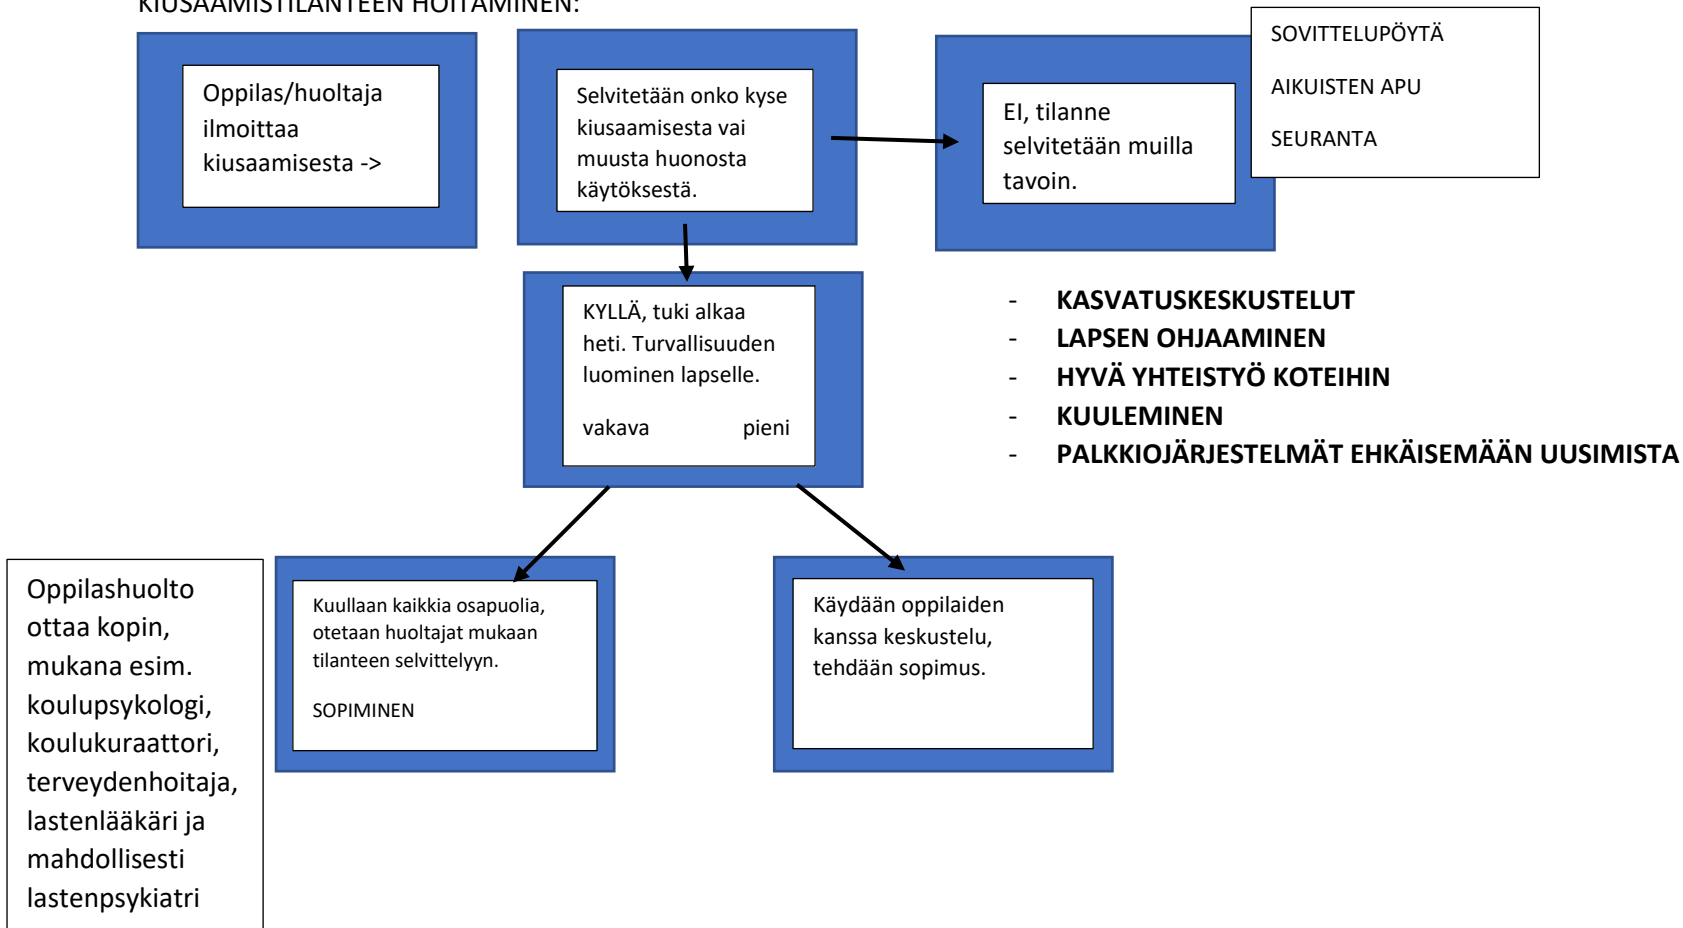 KIUSAAMISTILANTEEN HOITAMINEN:
Oppilas/huoltaja
ilmoittaa
kiusaamisesta ->
Selvitetään onko kyse
kiusaamisesta vai
muusta huonosta
käytöksestä.
EI, tilanne
selvitetään muilla
tavoin.
SOVITTELUPÖYTÄ
AIKUISTEN APU
SEURANTA
KYLLÄ, tuki alkaa
heti. Turvallisuuden
luominen lapselle.
vakava pieni
- KASVATUSKESKUSTELUT
- LAPSEN OHJAAMINEN
- HYVÄ YHTEISTYÖ KOTEIHIN
- KUULEMINEN
- PALKKIOJÄRJESTELMÄT EHKÄISEMÄÄN UUSIMISTA
Oppilashuolto
ottaa kopin,
mukana esim.
koulupsykologi,
koulukuraattori,
terveydenhoitaja,
lastenlääkäri ja
mahdollisesti
lastenpsykiatri
Kuullaan kaikkia osapuolia,
otetaan huoltajat mukaan
tilanteen selvittelyyn.
SOPIMINEN
Käydään oppilaiden
kanssa keskustelu,
tehdään sopimus.